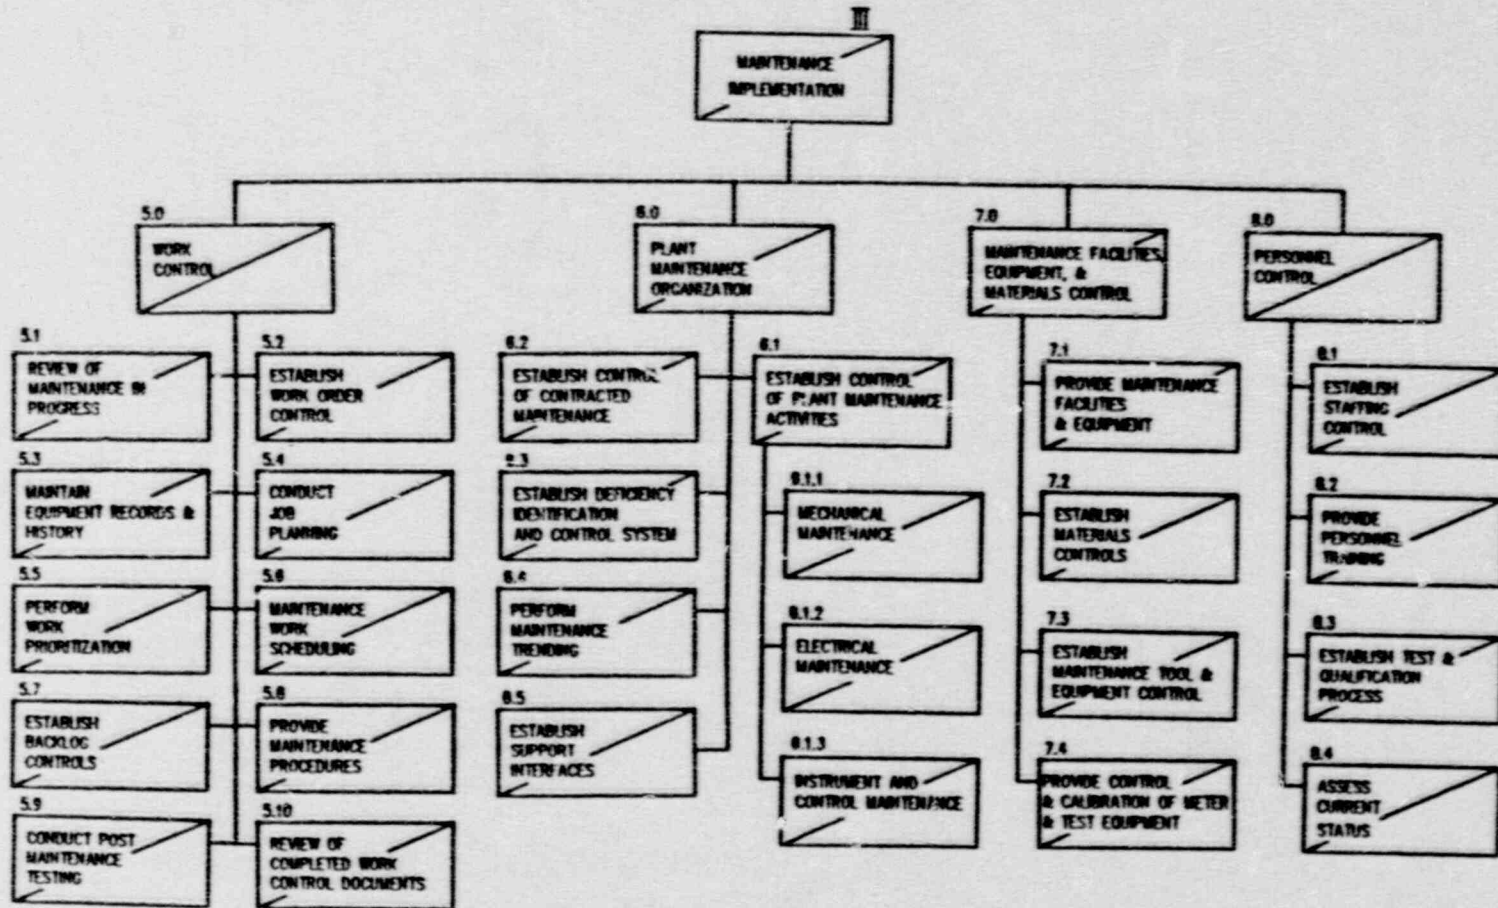 III
MAINTENANCE
IMPLEMENTATION
5.0
WORK
CONTROL
6.0
PLANT
MAINTENANCE
ORGANIZATION
7.0
MAINTENANCE FACILITIES,
EQUIPMENT, &
MATERIALS CONTROL
8.0
PERSONNEL
CONTROL
5.1
REVIEW OF
MAINTENANCE IN
PROGRESS
5.2
ESTABLISH
WORK ORDER
CONTROL
5.3
MAINTAIN
EQUIPMENT RECORDS &
HISTORY
5.4
CONDUCT
JOB
PLANNING
5.5
PERFORM
WORK
PRIORITIZATION
5.6
MAINTENANCE
WORK
SCHEDULING
5.7
ESTABLISH
BACKLOG
CONTROLS
5.8
PROVIDE
MAINTENANCE
PROCEDURES
5.9
CONDUCT POST
MAINTENANCE
TESTING
5.10
REVIEW OF
COMPLETED WORK
CONTROL DOCUMENTS
6.2
ESTABLISH CONTROL
OF CONTRACTED
MAINTENANCE
6.3
ESTABLISH DEFICIENCY
IDENTIFICATION
AND CONTROL SYSTEM
6.4
PERFORM
MAINTENANCE
TRENDING
6.5
ESTABLISH
SUPPORT
INTERFACES
6.1
ESTABLISH CONTROL
OF PLANT MAINTENANCE
ACTIVITIES
6.1.1
MECHANICAL
MAINTENANCE
6.1.2
ELECTRICAL
MAINTENANCE
6.1.3
INSTRUMENT AND
CONTROL MAINTENANCE
7.1
PROVIDE MAINTENANCE
FACILITIES
& EQUIPMENT
7.2
ESTABLISH
MATERIALS
CONTROLS
7.3
ESTABLISH
MAINTENANCE TOOL &
EQUIPMENT CONTROL
7.4
PROVIDE CONTROL
& CALIBRATION OF METER
& TEST EQUIPMENT
8.1
ESTABLISH
STAFFING
CONTROL
8.2
PROVIDE
PERSONNEL
TRAINING
8.3
ESTABLISH TEST &
QUALIFICATION
PROCESS
8.4
ASSESS
CURRENT
STATUS